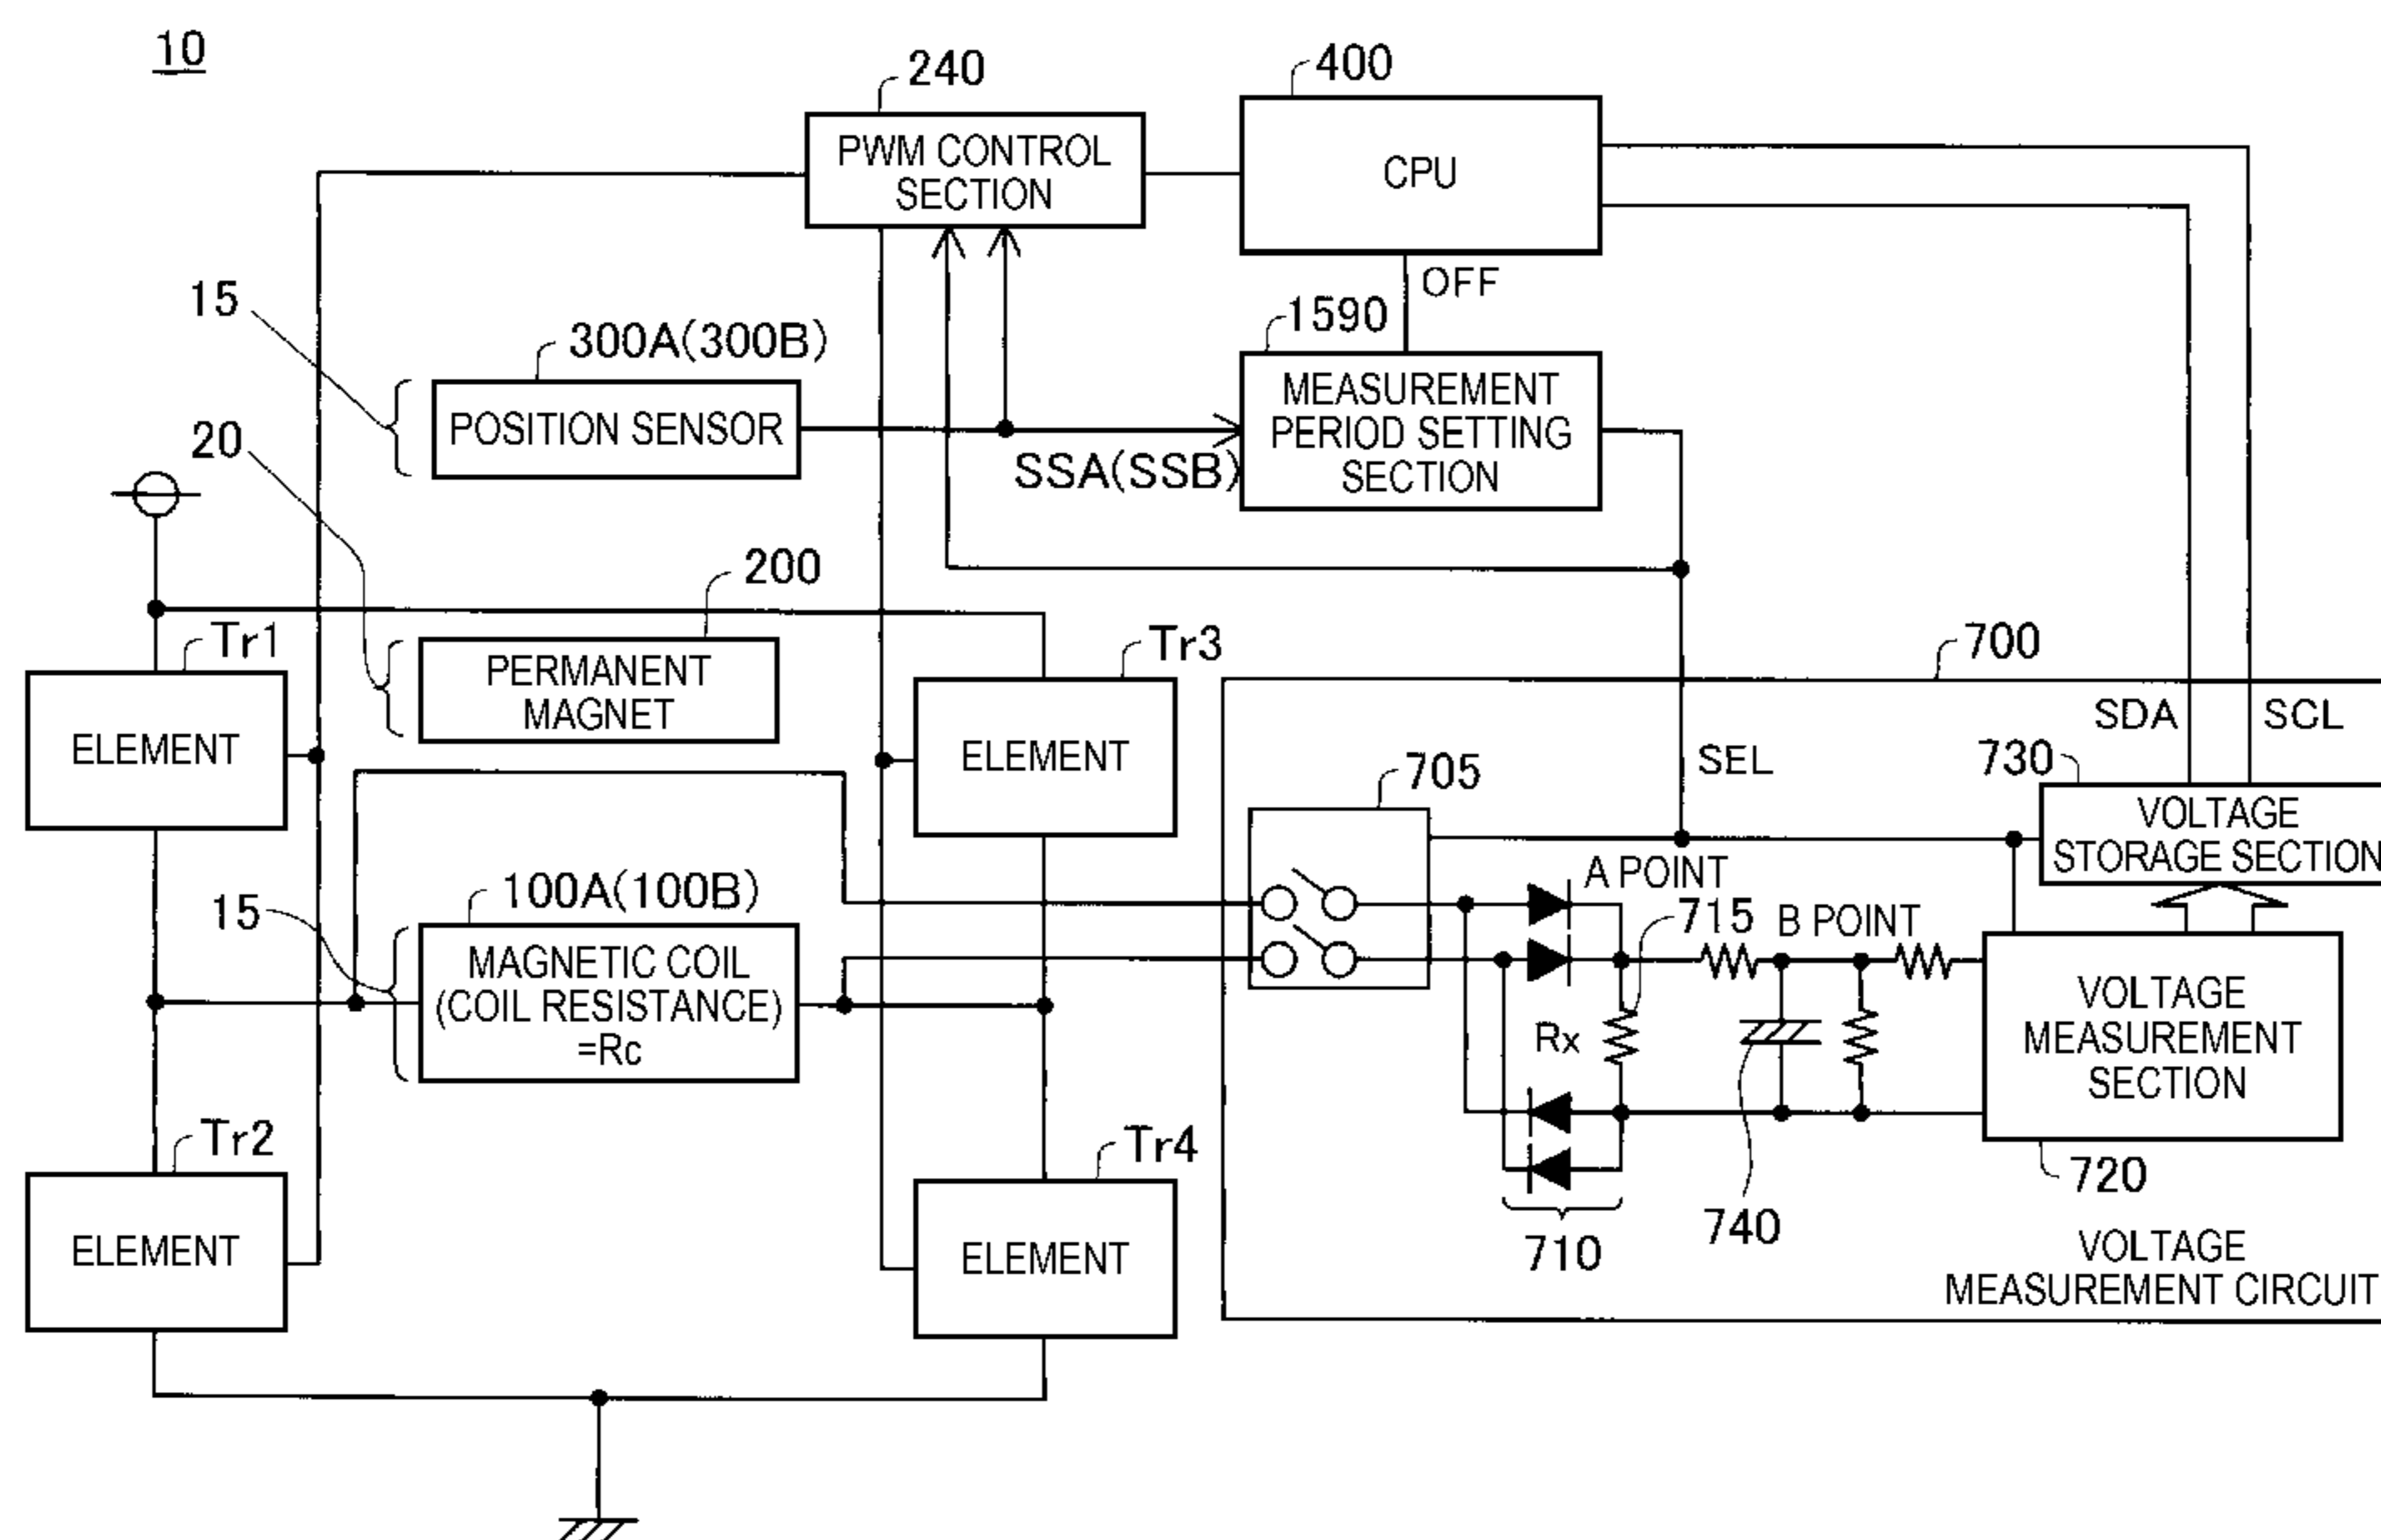 10
240
400
PWM CONTROL
SECTION
CPU
OFF
15
300A(300B)
1590
POSITION SENSOR
MEASUREMENT
PERIOD SETTING
SECTION
SSA(SSB)
20
200
PERMANENT
MAGNET
Tr1
ELEMENT
Tr3
ELEMENT
700
SDA
SCL
SEL
730
705
VOLTAGE
STORAGE SECTION
A POINT
715
B POINT
100A(100B)
15
MAGNETIC COIL
(COIL RESISTANCE)
=Rc
Rx
VOLTAGE
MEASUREMENT
SECTION
Tr2
ELEMENT
Tr4
ELEMENT
710
740
720
VOLTAGE
MEASUREMENT CIRCUIT